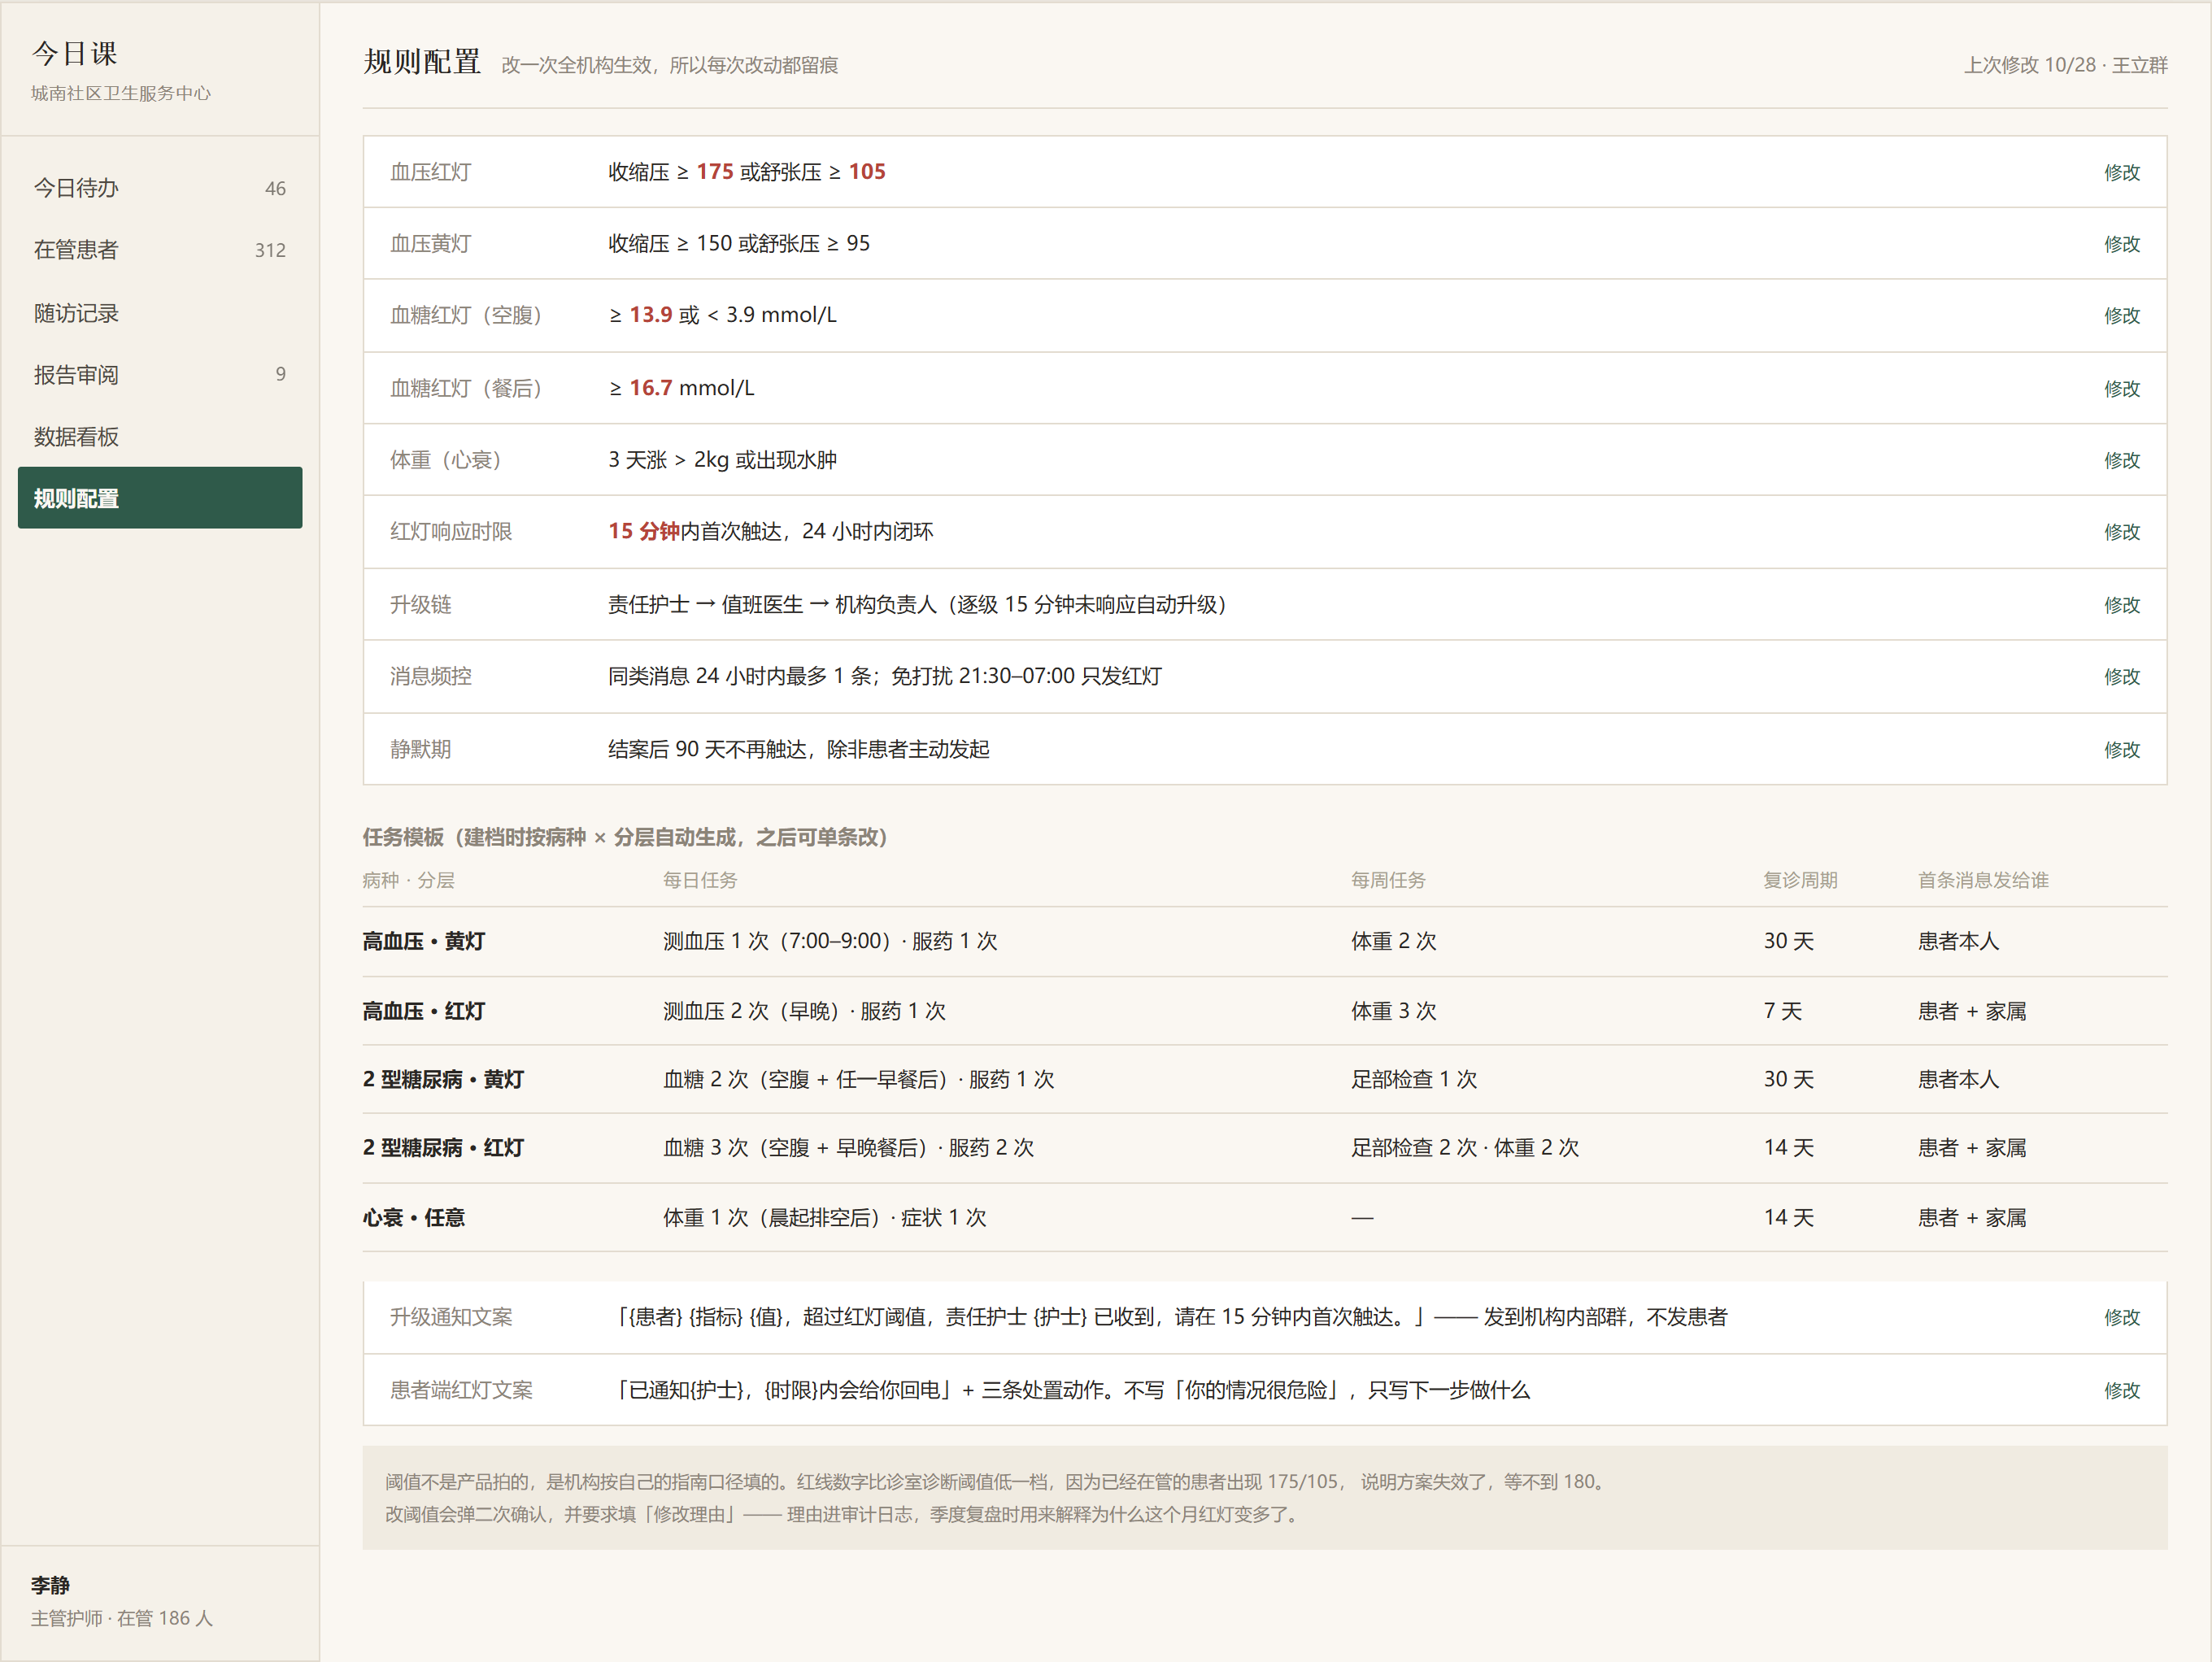 今日课
城南社区卫生服务中心
今日待办 46
在管患者 312
随访记录
报告审阅 9
数据看板
规则配置
李静
主管护师 · 在管 186 人
规则配置 改一次全机构生效，所以每次改动都留痕 上次修改 10/28 · 王立群
血压红灯 收缩压 ≥ 175 或舒张压 ≥ 105 修改
血压黄灯 收缩压 ≥ 150 或舒张压 ≥ 95 修改
血糖红灯（空腹） ≥ 13.9 或 < 3.9 mmol/L 修改
血糖红灯（餐后） ≥ 16.7 mmol/L 修改
体重（心衰） 3 天涨 > 2kg 或出现水肿 修改
红灯响应时限 15 分钟内首次触达，24 小时内闭环 修改
升级链 责任护士 → 值班医生 → 机构负责人（逐级 15 分钟未响应自动升级） 修改
消息频控 同类消息 24 小时内最多 1 条；免打扰 21:30–07:00 只发红灯 修改
静默期 结案后 90 天不再触达，除非患者主动发起 修改
任务模板（建档时按病种 × 分层自动生成，之后可单条改）
病种 · 分层 每日任务 每周任务 复诊周期 首条消息发给谁
高血压 · 黄灯 测血压 1 次（7:00–9:00）· 服药 1 次 体重 2 次 30 天 患者本人
高血压 · 红灯 测血压 2 次（早晚）· 服药 1 次 体重 3 次 7 天 患者 + 家属
2 型糖尿病 · 黄灯 血糖 2 次（空腹 + 任一早餐后）· 服药 1 次 足部检查 1 次 30 天 患者本人
2 型糖尿病 · 红灯 血糖 3 次（空腹 + 早晚餐后）· 服药 2 次 足部检查 2 次 · 体重 2 次 14 天 患者 + 家属
心衰 · 任意 体重 1 次（晨起排空后）· 症状 1 次 — 14 天 患者 + 家属
升级通知文案 「{患者} {指标} {值}，超过红灯阈值，责任护士 {护士} 已收到，请在 15 分钟内首次触达。」—— 发到机构内部群，不发患者 修改
患者端红灯文案 「已通知{护士}，{时限}内会给你回电」+ 三条处置动作。不写「你的情况很危险」，只写下一步做什么 修改
阈值不是产品拍的，是机构按自己的指南口径填的。红线数字比诊室诊断阈值低一档，因为已经在管的患者出现 175/105， 说明方案失效了，等不到 180。
改阈值会弹二次确认，并要求填「修改理由」—— 理由进审计日志，季度复盘时用来解释为什么这个月红灯变多了。